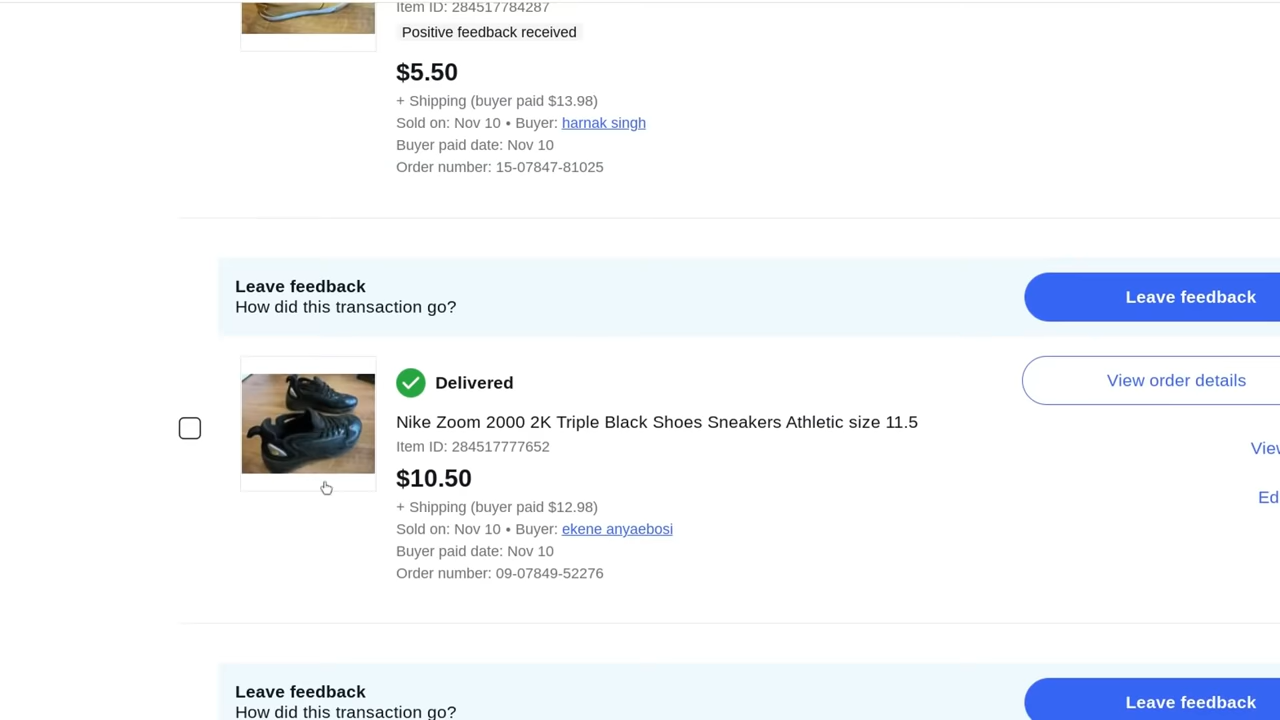 Item ID: 284517784287
Positive feedback received
$5.50
+ Shipping (buyer paid $13.98)
Sold on: Nov 10 • Buyer: harnak singh
Buyer paid date: Nov 10
Order number: 15-07847-81025
Leave feedback
How did this transaction go?
Leave feedback
Delivered
View order details
Nike Zoom 2000 2K Triple Black Shoes Sneakers Athletic size 11.5
Item ID: 284517777652
$10.50
+ Shipping (buyer paid $12.98)
Sold on: Nov 10 • Buyer: ekene anyaebosi
Buyer paid date: Nov 10
Order number: 09-07849-52276
Leave feedback
How did this transaction go?
Leave feedback